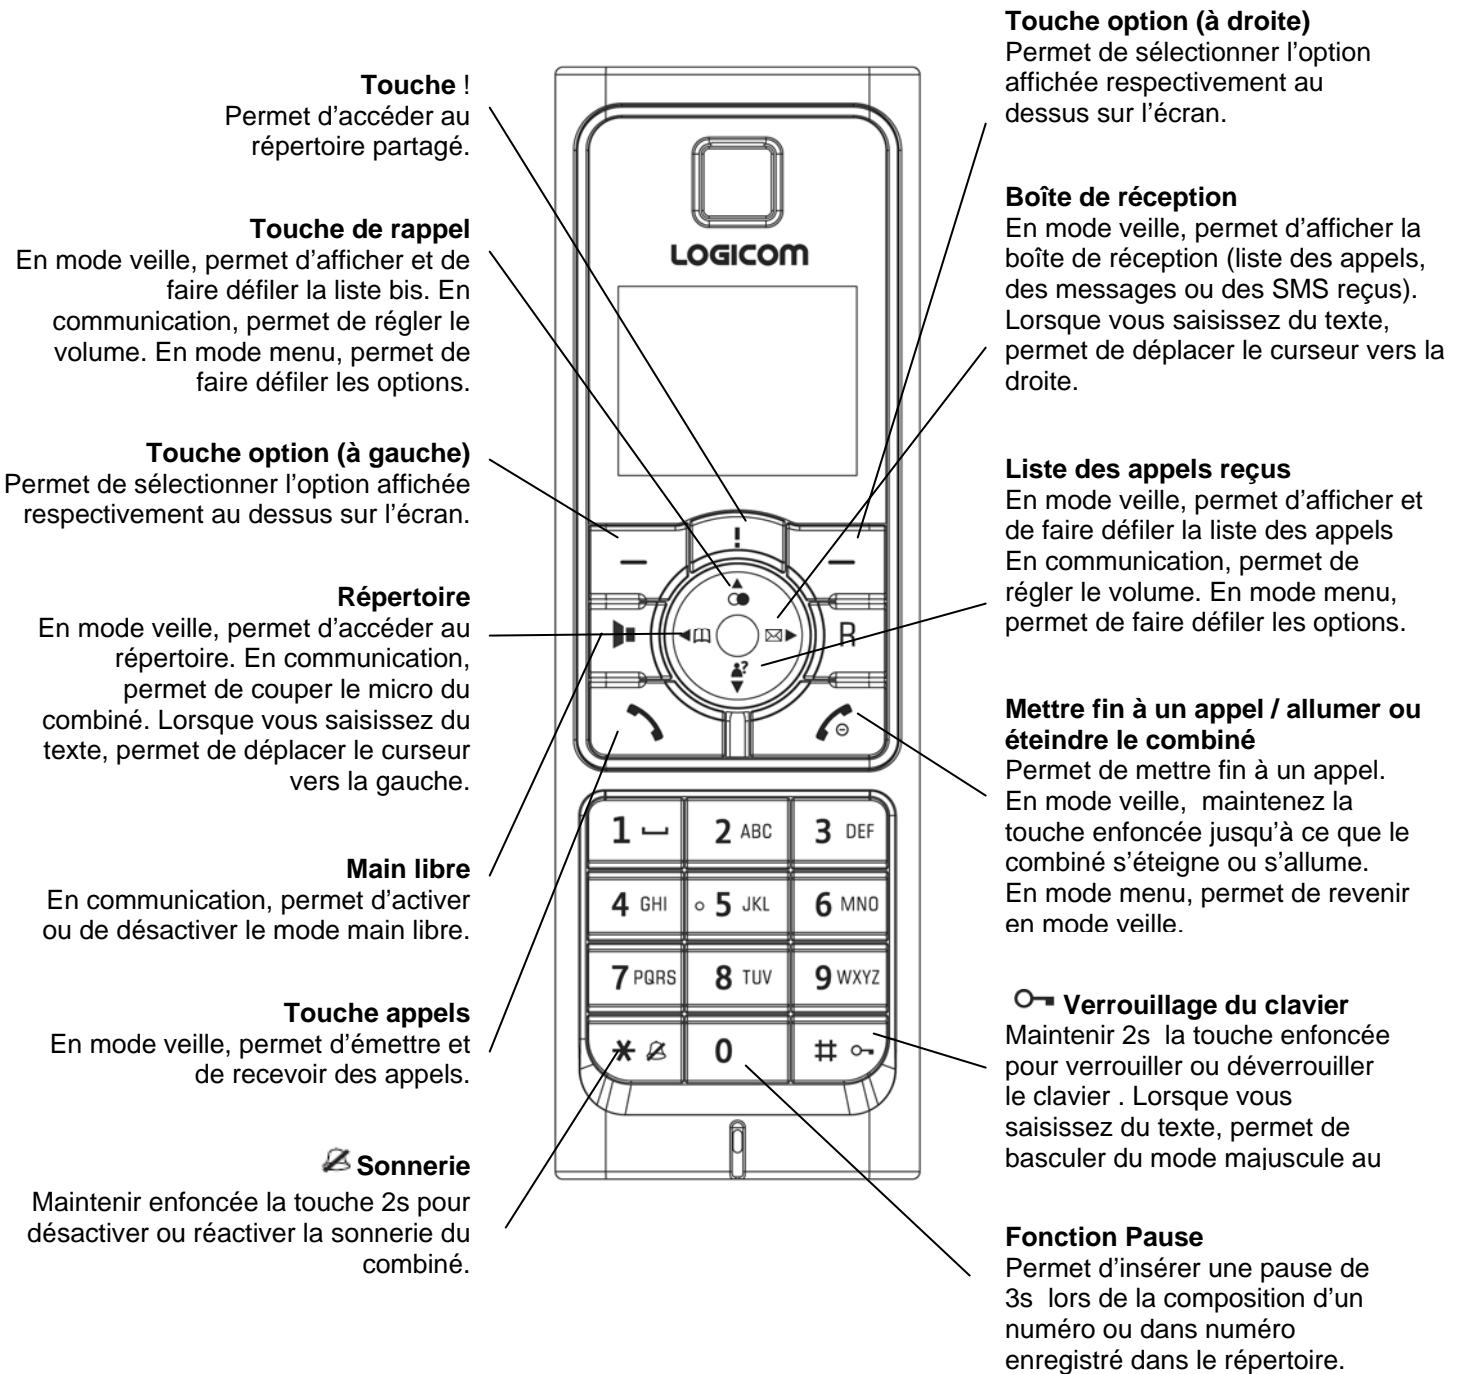 Touche !
Permet d'accéder au
répertoire partagé.
Touche de rappel
En mode veille, permet d'afficher et de
faire défiler la liste bis. En
communication, permet de régler le
volume. En mode menu, permet de
faire défiler les options.
Touche option (à gauche)
Permet de sélectionner l'option affichée
respectivement au dessus sur l'écran.
Répertoire
En mode veille, permet d'accéder au
répertoire. En communication,
permet de couper le micro du
combiné. Lorsque vous saisissez du
texte, permet de déplacer le curseur
vers la gauche.
Main libre
En communication, permet d'activer
ou de désactiver le mode main libre.
Touche appels
En mode veille, permet d'émettre et
de recevoir des appels.
Sonnerie
Maintenir enfoncée la touche 2s pour
désactiver ou réactiver la sonnerie du
combiné.
LOGICOM
!
?
R
1
2 ABC
3 DEF
4 GHI
5 JKL
6 MNO
7 PQRS
8 TUV
9 WXYZ
*
0
#
Touche option (à droite)
Permet de sélectionner l'option
affichée respectivement au
dessus sur l'écran.
Boîte de réception
En mode veille, permet d'afficher la
boîte de réception (liste des appels,
des messages ou des SMS reçus).
Lorsque vous saisissez du texte,
permet de déplacer le curseur vers la
droite.
Liste des appels reçus
En mode veille, permet d'afficher et
de faire défiler la liste des appels
En communication, permet de
régler le volume. En mode menu,
permet de faire défiler les options.
Mettre fin à un appel / allumer ou
éteindre le combiné
Permet de mettre fin à un appel.
En mode veille, maintenez la
touche enfoncée jusqu'à ce que le
combiné s'éteigne ou s'allume.
En mode menu, permet de revenir
en mode veille.
Verrouillage du clavier
Maintenir 2s la touche enfoncée
pour verrouiller ou déverrouiller
le clavier . Lorsque vous
saisissez du texte, permet de
basculer du mode majuscule au
Fonction Pause
Permet d'insérer une pause de
3s lors de la composition d'un
numéro ou dans numéro
enregistré dans le répertoire.